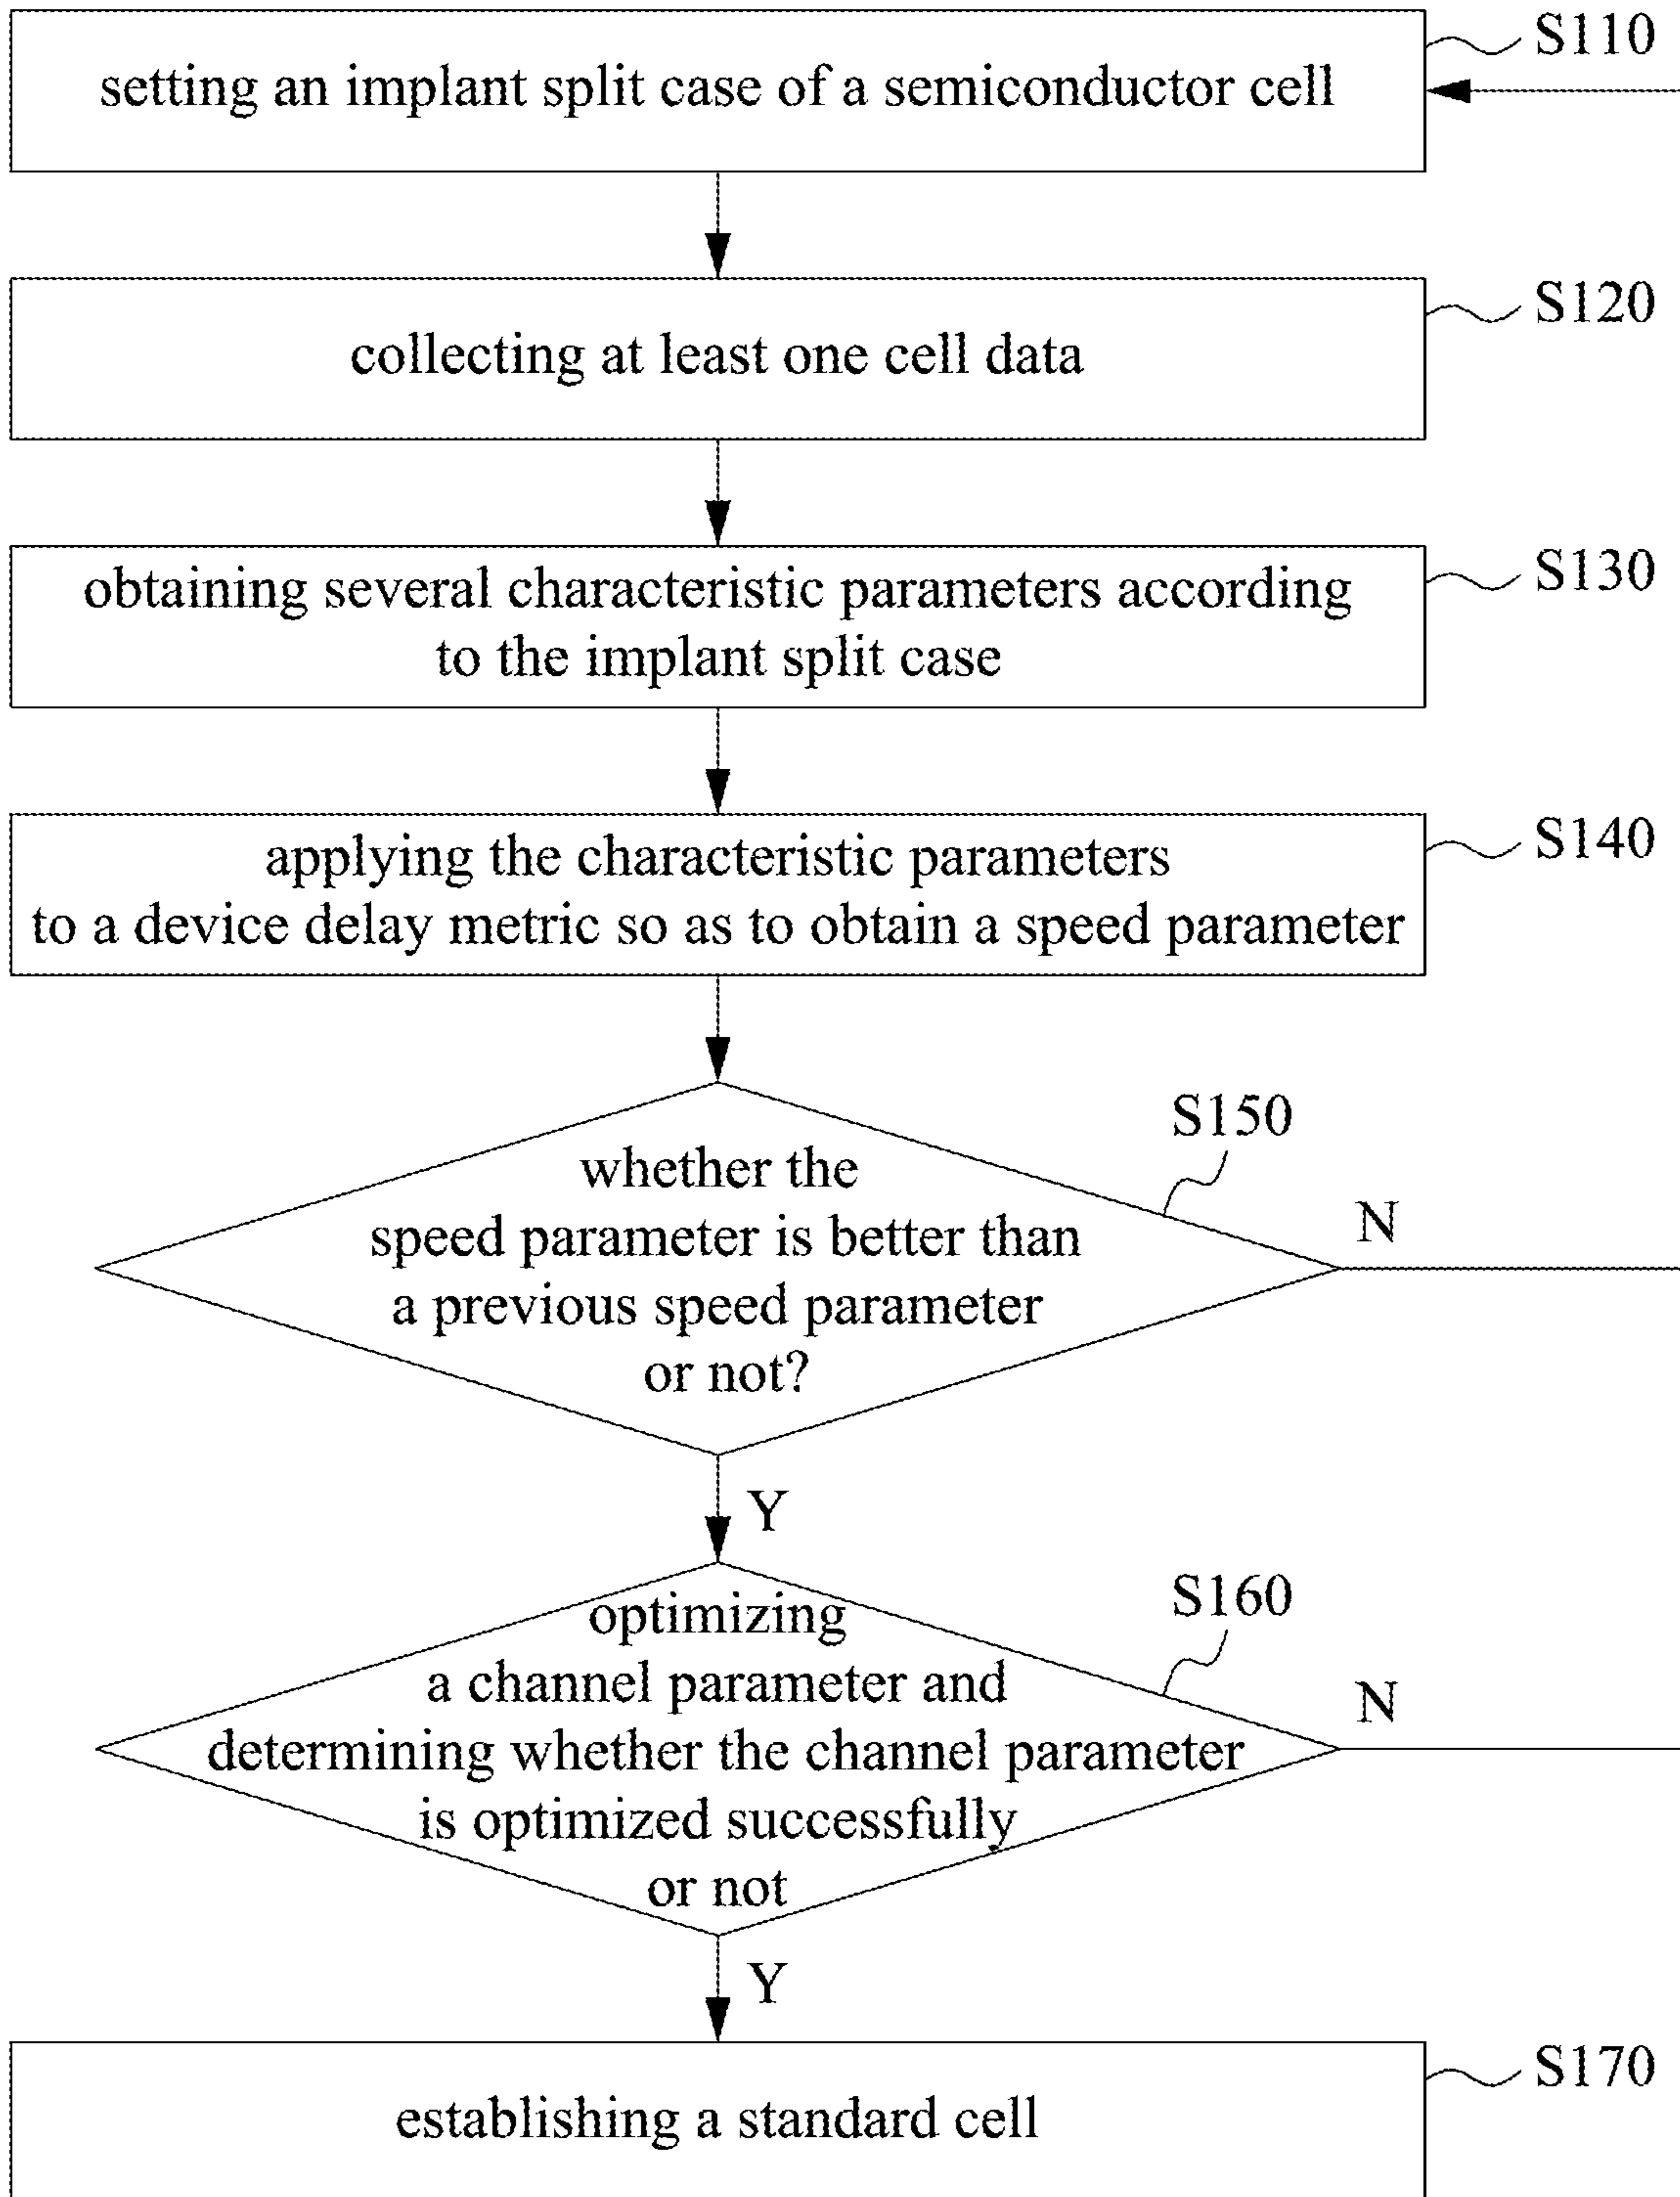 S110
setting an implant split case of a semiconductor cell
S120
collecting at least one cell data
S130
obtaining several characteristic parameters according
to the implant split case
S140
applying the characteristic parameters
to a device delay metric so as to obtain a speed parameter
S150
whether the
speed parameter is better than
a previous speed parameter
or not?
N
Y
S160
optimizing
a channel parameter and
determining whether the channel parameter
is optimized successfully
or not
N
Y
S170
establishing a standard cell